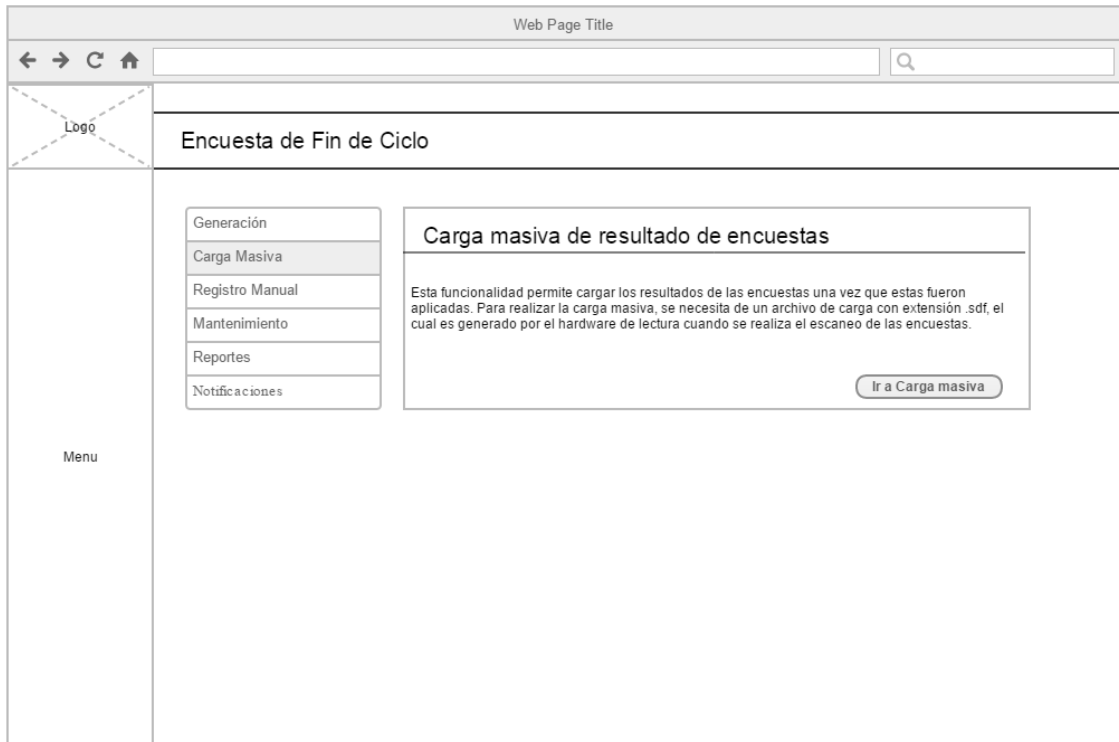 Web Page Title
Logo
Encuesta de Fin de Ciclo
Generación
Carga Masiva
Registro Manual
Mantenimiento
Reportes
Notificaciones
Carga masiva de resultado de encuestas
Esta funcionalidad permite cargar los resultados de las encuestas una vez que estas fueron
aplicadas. Para realizar la carga masiva, se necesita de un archivo de carga con extensión .sdf, el
cual es generado por el hardware de lectura cuando se realiza el escaneo de las encuestas.
Ir a Carga masiva
Menu